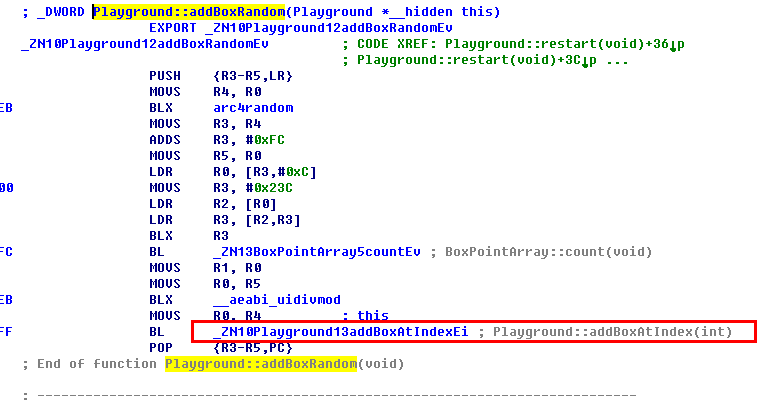 ; _DWORD Playground::addBoxRandom(Playground *__hidden this)
EXPORT _ZN10Playground12addBoxRandomEv
_ZN10Playground12addBoxRandomEv ; CODE XREF: Playground::restart(void)+36↓p
; Playground::restart(void)+3C↓p ...
PUSH {R3-R5,LR}
MOVS R4, R0
EB BLX arc4random
MOVS R3, R4
ADDS R3, #0xFC
MOVS R5, R0
LDR R0, [R3,#0xC]
00 MOVS R3, #0x23C
LDR R2, [R0]
LDR R3, [R2,R3]
BLX R3
FC BL _ZN13BoxPointArray5countEv ; BoxPointArray::count(void)
MOVS R1, R0
MOVS R0, R5
EB BLX __aeabi_uidivmod
MOVS R0, R4 ; this
FF BL _ZN10Playground13addBoxAtIndexEi ; Playground::addBoxAtIndex(int)
POP {R3-R5,PC}
; End of function Playground::addBoxRandom(void)
; ---------------------------------------------------------------------------